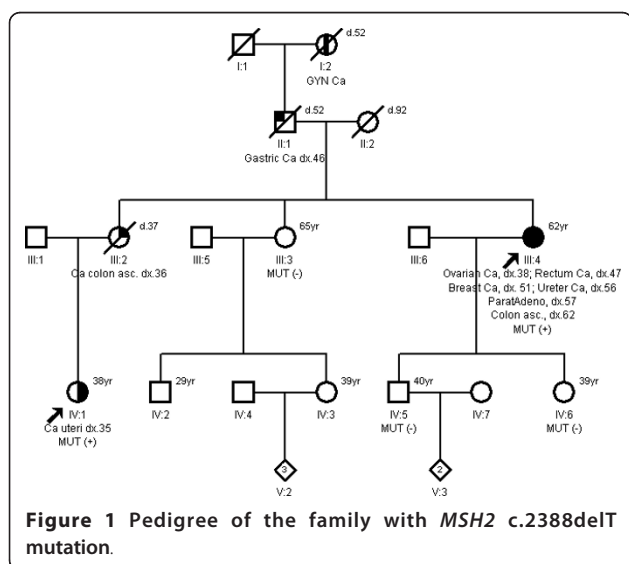 d.52
I:1
I:2
GYN Ca
d.52
d.92
II:1
II:2
Gastric Ca dx.46
d.37
65yr
62yr
III:1
III:2
III:5
III:3
III:6
III:4
Ca colon asc. dx.36
MUT (-)
Ovarian Ca, dx.38; Rectum Ca, dx.47
Breast Ca, dx. 51; Ureter Ca, dx.56
ParatAdeno, dx.57
Colon asc., dx.62
MUT (+)
38yr
29yr
39yr
40yr
39yr
IV:1
IV:2
IV:4
IV:3
IV:5
IV:7
IV:6
Ca uteri dx.35
MUT (+)
MUT (-)
MUT (-)
3
2
V:2
V:3
Figure 1 Pedigree of the family with MSH2 c.2388delT
mutation.